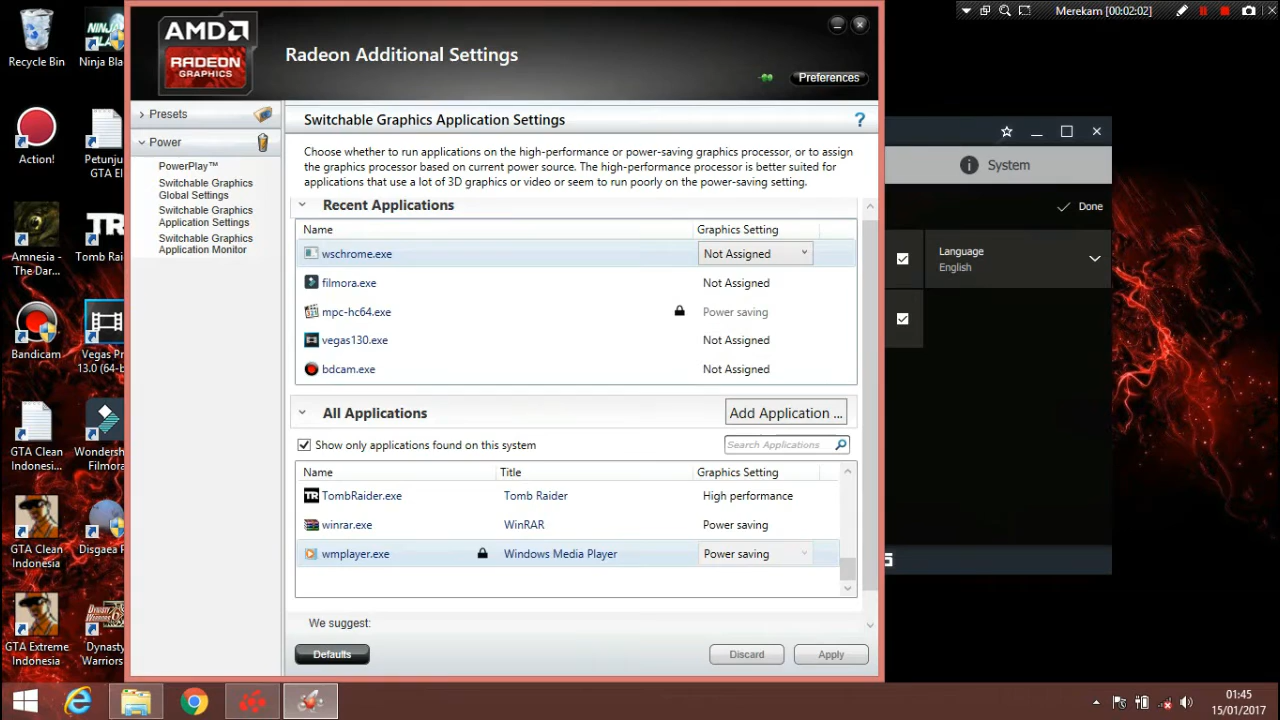 Recycle Bin
Ninja Bla
Action!
Petunju
GTA EI
Amnesia -
The Dar...
Tomb Rai
Bandicam
Vegas Pr
13.0 (64-b
GTA Clean
Indonesi...
Wondersh
Filmora
GTA Clean
Indonesia
Disgaea P
GTA Extreme
Indonesia
Dynasty
Warriors
AMD
RADEON
GRAPHICS
Radeon Additional Settings
Preferences
Presets
Power
PowerPlay™
Switchable Graphics
Global Settings
Switchable Graphics
Application Settings
Switchable Graphics
Application Monitor
Switchable Graphics Application Settings
?
Choose whether to run applications on the high-performance or power-saving graphics processor, or to assign
the graphics processor based on current power source. The high-performance processor is better suited for
applications that use a lot of 3D graphics or video or seem to run poorly on the power-saving setting.
Recent Applications
Name Graphics Setting
wschrome.exe Not Assigned
filmora.exe Not Assigned
mpc-hc64.exe Power saving
vegas130.exe Not Assigned
bdcam.exe Not Assigned
All Applications Add Application ...
Show only applications found on this system Search Applications
Name Title Graphics Setting
TR TombRaider.exe Tomb Raider High performance
winrar.exe WinRAR Power saving
wmplayer.exe Windows Media Player Power saving
We suggest:
Defaults Discard Apply
Merekam [00:02:02]
System
Done
Language
English
01:45
15/01/2017